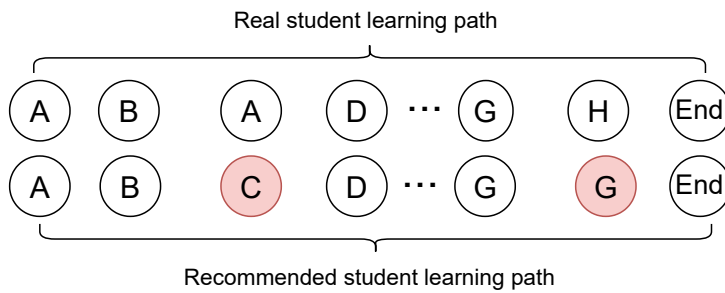 Real student learning path
A B A D ... G H End
A B C D ... G G End
Recommended student learning path